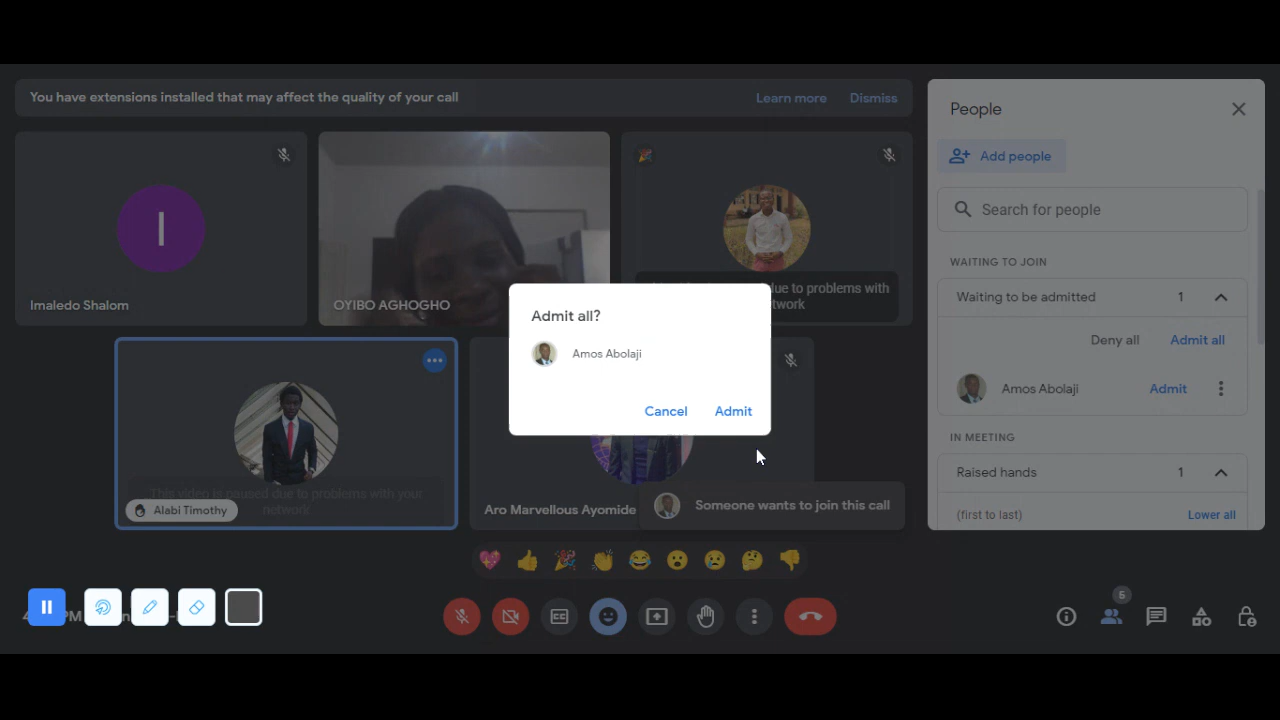 You have extensions installed that may affect the quality of your call
Learn more
Dismiss
I
Imaledo Shalom
OYIBO AGHOGHO
due to problems with
Admit all?
Amos Abolaji
Cancel
Admit
This video is paused due to problems with your
network
Alabi Timothy
Aro Marvellous Ayomide
Someone wants to join this call
PM
5
People
Add people
Search for people
WAITING TO JOIN
Waiting to be admitted
1
Deny all
Admit all
Amos Abolaji
Admit
IN MEETING
Raised hands
1
(first to last)
Lower all